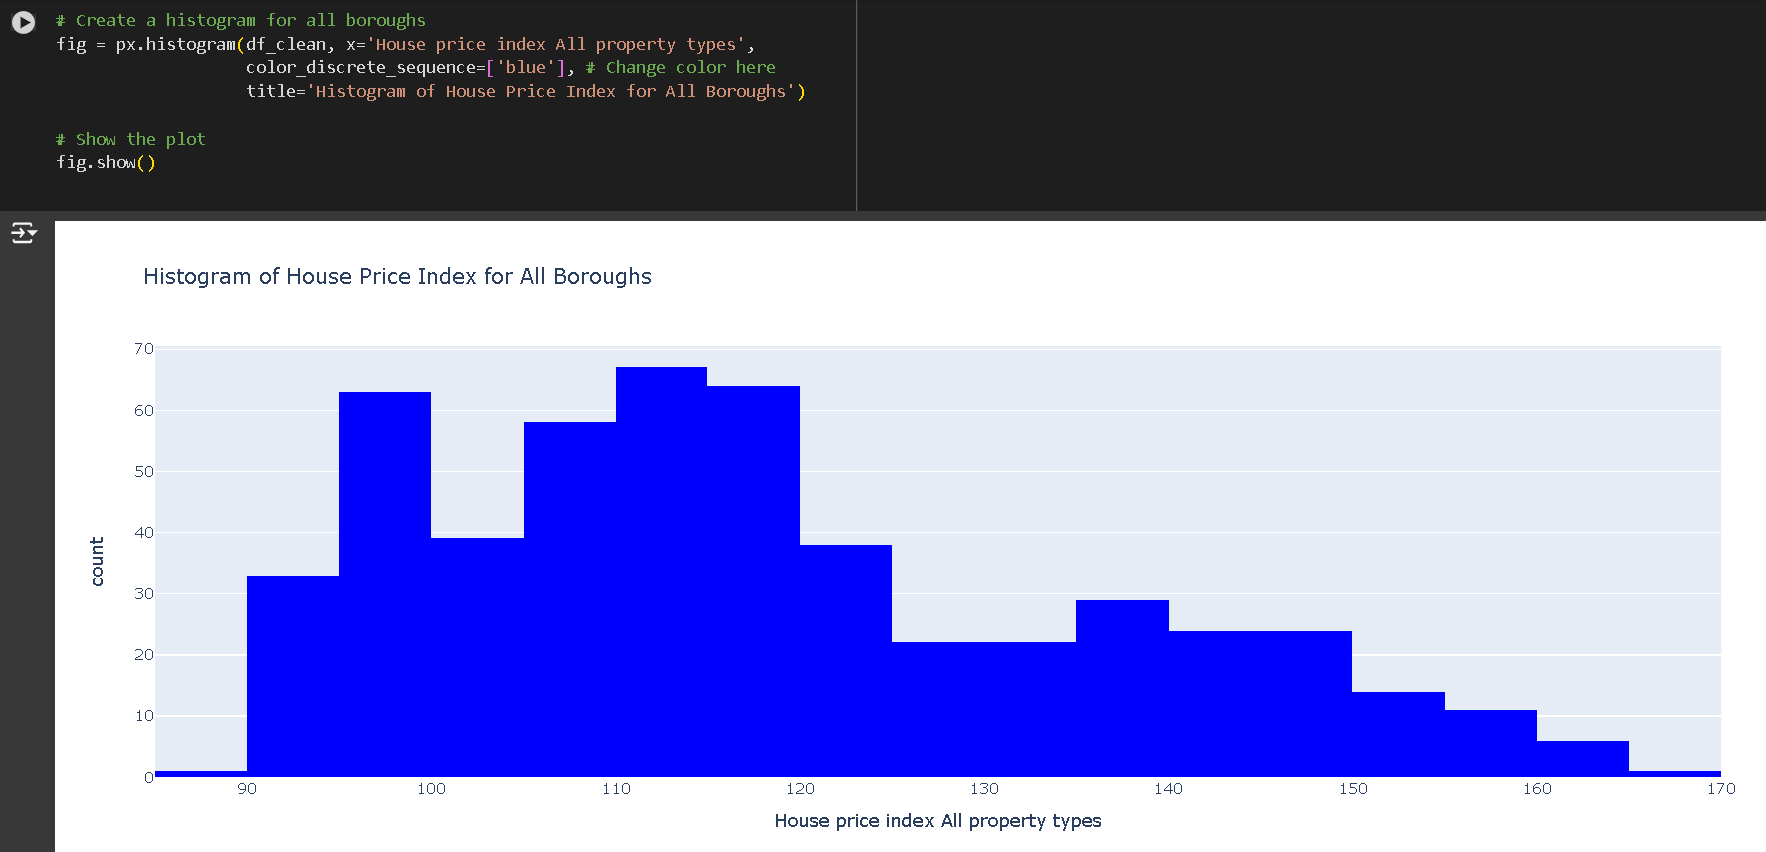 # Create a histogram for all boroughs
fig = px.histogram(df_clean, x='House price index All property types',
color_discrete_sequence=['blue'], # Change color here
title='Histogram of House Price Index for All Boroughs')
# Show the plot
fig.show()
Histogram of House Price Index for All Boroughs
70
60
50
40
30
20
10
0
count
90 100 110 120 130 140 150 160 170
House price index All property types